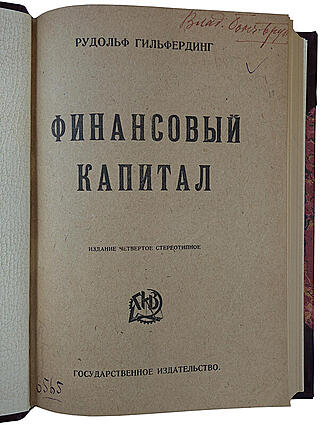 РУДОЛЬФ ГИЛЬФЕРДИНГ
ФИНАНСОВЫЙ
КАПИТАЛ
ИЗДАНИЕ ЧЕТВЕРТОЕ СТЕРЕОТИПНОЕ
ГОСУДАРСТВЕННОЕ ИЗДАТЕЛЬСТВО.